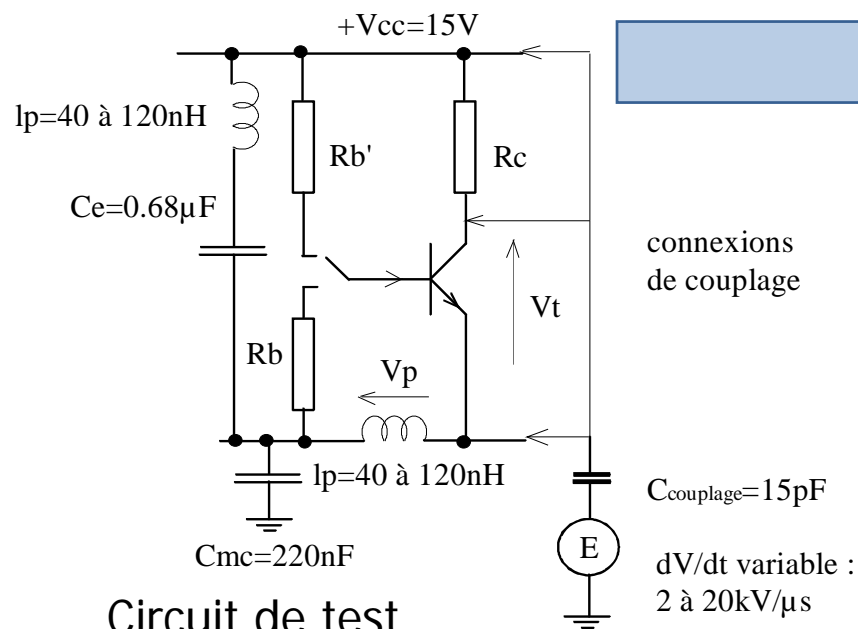 +Vcc=15V
lp=40 à 120nH
Rb'
Rc
Ce=0.68µF
connexions
de couplage
Vt
Rb
Vp
lp=40 à 120nH
Ccouplage=15pF
Cmc=220nF
E
dV/dt variable :
2 à 20kV/µs
Circuit de test